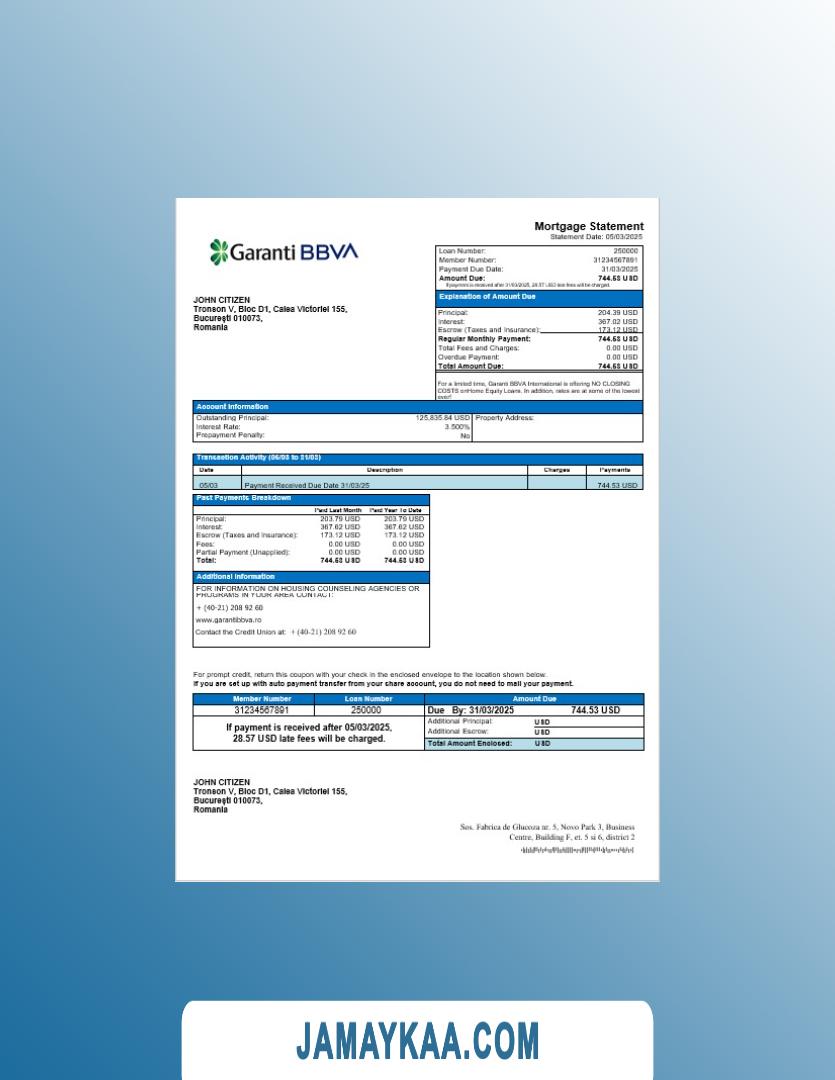 Garanti BBVA
Mortgage Statement
Statement Date: 05/03/2025
Loan Number: 250000
Member Number: 31234567891
Payment Due Date: 31/03/2025
Amount Due: 744.53 USD
If payment is received after 31/03/2025, 28.57 USD late fees will be charged.
JOHN CITIZEN
Tronson V, Bloc D1, Calea Victoriei 155,
București 010073,
Romania
Explanation of Amount Due
Principal: 204.39 USD
Interest: 367.02 USD
Escrow (Taxes and Insurance): 173.12 USD
Regular Monthly Payment: 744.53 USD
Total Fees and Charges: 0.00 USD
Overdue Payment: 0.00 USD
Total Amount Due: 744.53 USD
For a limited time, Garanti BBVA International is offering NO CLOSING
COSTS onHome Equity Loans. In addition, rates are at some of the lowest
ever!
Account Information
Outstanding Principal: 125,835.84 USD Property Address:
Interest Rate: 3.500%
Prepayment Penalty: No
Transaction Activity (06/03 to 31/03)
Date Description Charges Payments
05/03 Payment Received Due Date 31/03/25 744.53 USD
Past Payments Breakdown
Paid Last Month Paid Year To Date
Principal: 203.79 USD 203.79 USD
Interest: 367.62 USD 367.62 USD
Escrow (Taxes and Insurance): 173.12 USD 173.12 USD
Fees: 0.00 USD 0.00 USD
Partial Payment (Unapplied): 0.00 USD 0.00 USD
Total: 744.53 USD 744.53 USD
Additional Information
FOR INFORMATION ON HOUSING COUNSELING AGENCIES OR
PROGRAMS IN YOUR AREA CONTACT:
+ (40-21) 208 92 60
www.garantibbva.ro
Contact the Credit Union at: + (40-21) 208 92 60
For prompt credit, return this coupon with your check in the enclosed envelope to the location shown below.
If you are set up with auto payment transfer from your share account, you do not need to mail your payment.
Member Number Loan Number Amount Due
31234567891 250000 Due By: 31/03/2025 744.53 USD
If payment is received after 05/03/2025,
28.57 USD late fees will be charged.
Additional Principal: USD
Additional Escrow: USD
Total Amount Enclosed: USD
JOHN CITIZEN
Tronson V, Bloc D1, Calea Victoriei 155,
București 010073,
Romania
Sos. Fabrica de Glucoza nr. 5, Novo Park 3, Business
Centre, Building F, et. 5 si 6, district 2
JAMAYKAA.COM